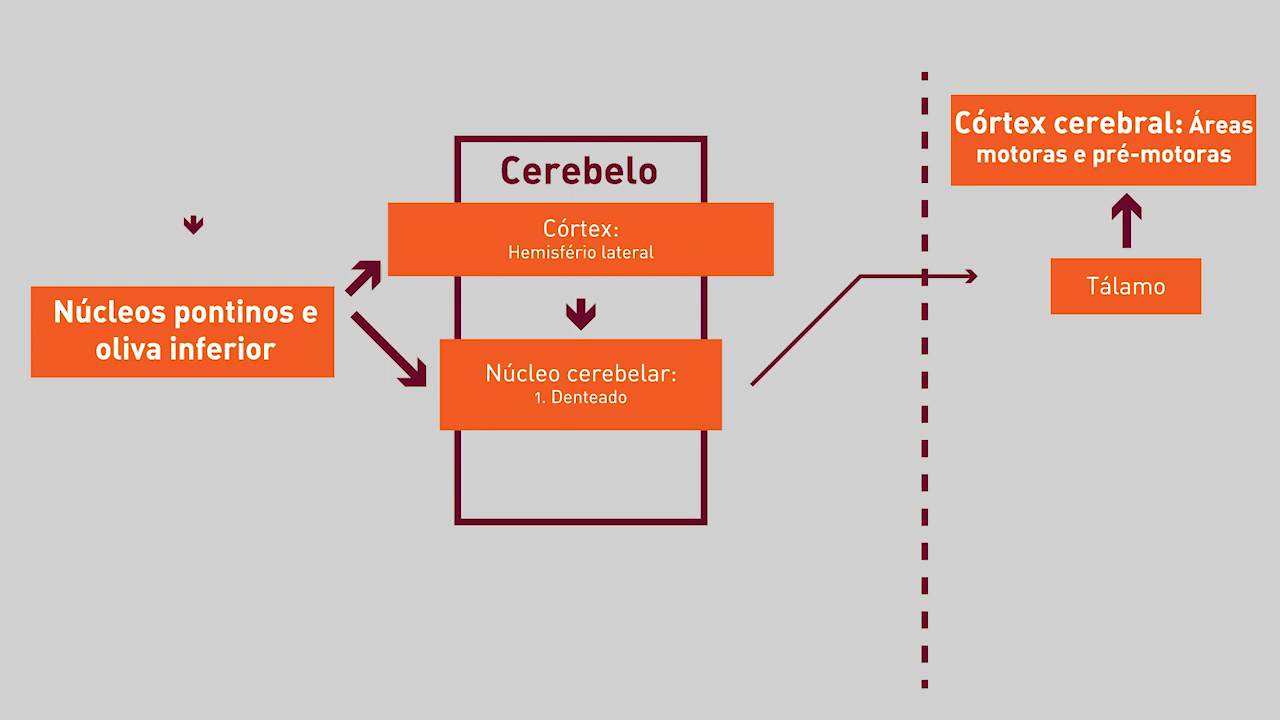 Cerebelo
Córtex:
Hemisfério lateral
Núcleos pontinos e
oliva inferior
Núcleo cerebelar:
1. Denteado
Córtex cerebral: Áreas
motoras e pré-motoras
Tálamo